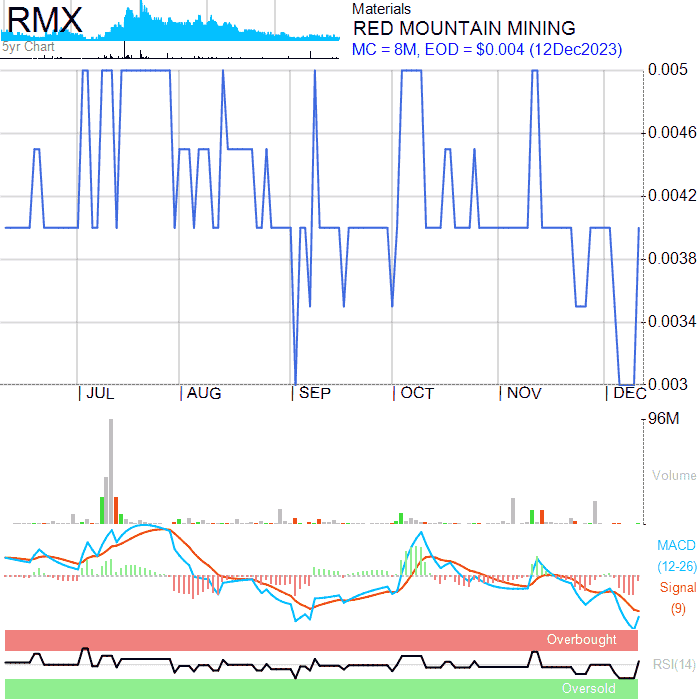 RMX
5yr Chart
Materials
RED MOUNTAIN MINING
MC = 8M, EOD = $0.004 (12Dec2023)
0.005
0.0046
0.0042
0.0038
0.0034
0.003
| JUL | AUG | SEP | OCT | NOV | DEC
96M
Volume
MACD
(12-26)
Signal
(9)
Overbought
RSI(14)
Oversold